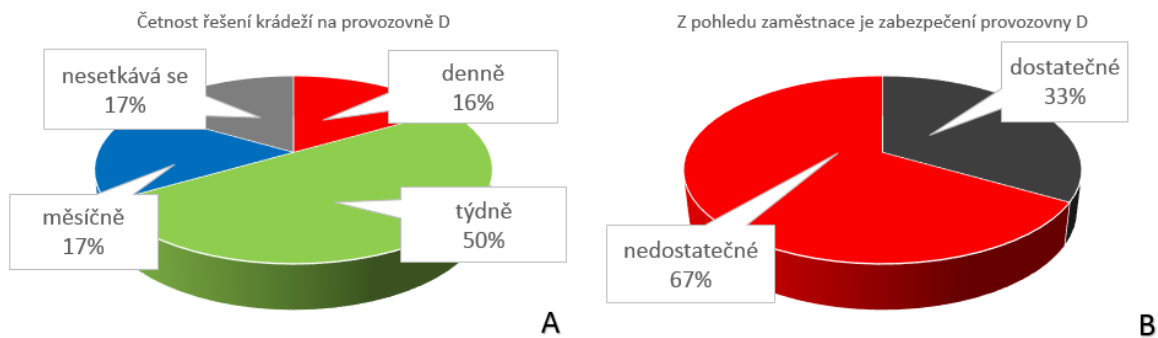 Četnost řešení krádeží na provozovně D
nesetkává se
17%
denně
16%
měsíčně
17%
týdně
50%
A
Z pohledu zaměstnace je zabezpečení provozovny D
dostatečné
33%
nedostatečné
67%
B